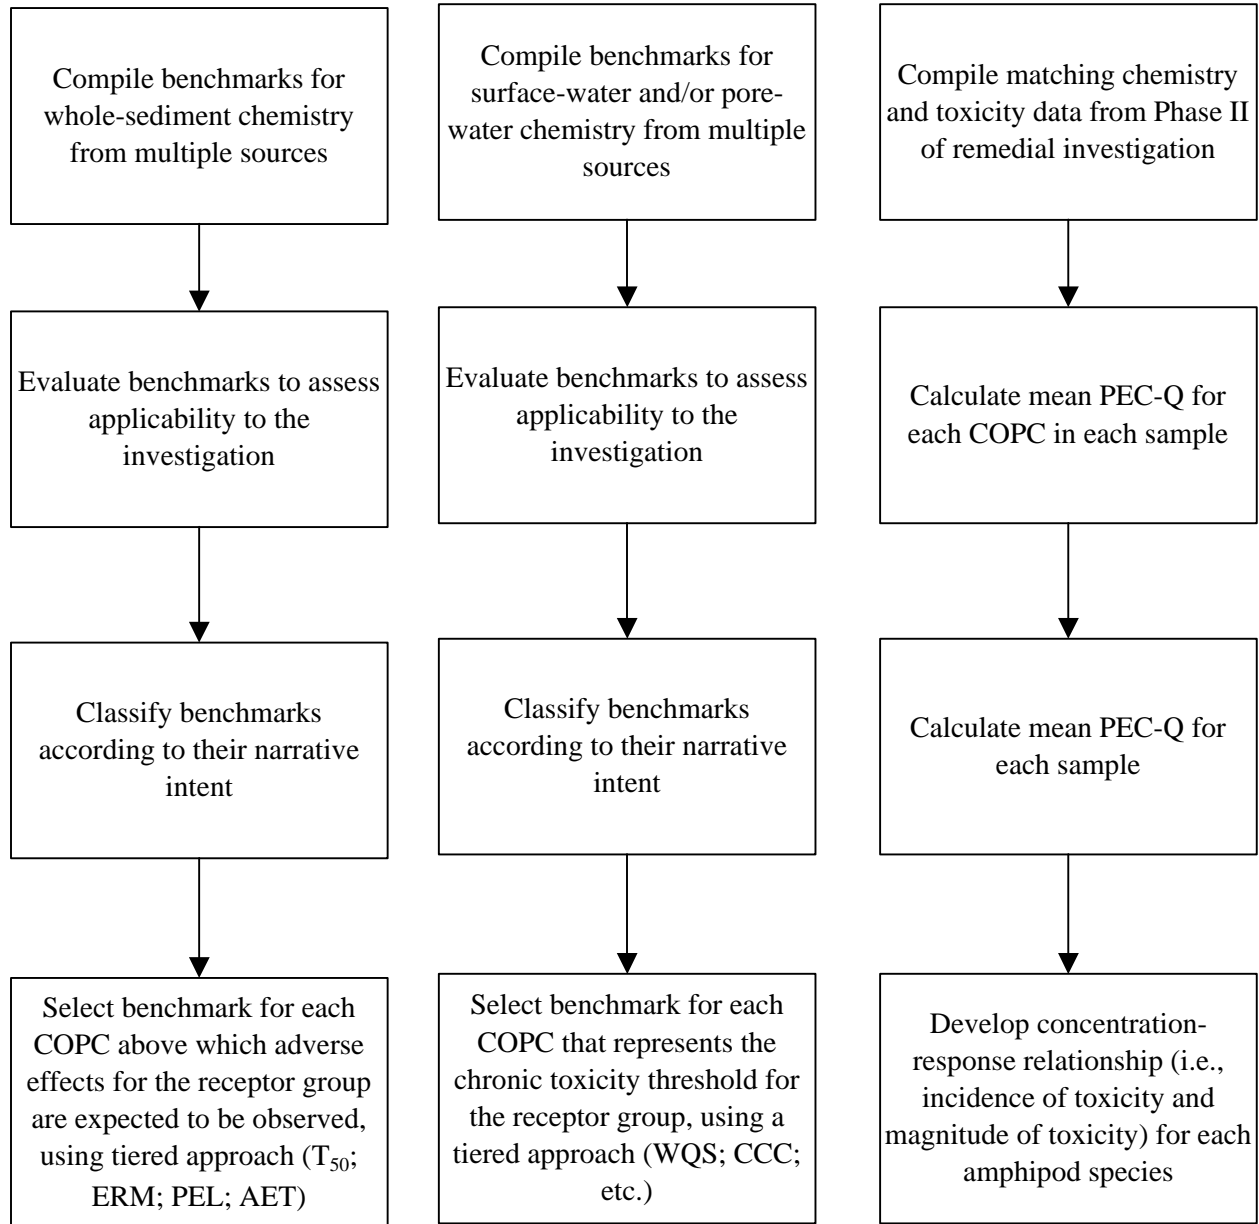 Compile benchmarks for
whole-sediment chemistry
from multiple sources
Evaluate benchmarks to assess
applicability to the
investigation
Classify benchmarks
according to their narrative
intent
Select benchmark for each
COPC above which adverse
effects for the receptor group
are expected to be observed,
using tiered approach (T50;
ERM; PEL; AET)
Compile benchmarks for
surface-water and/or pore-
water chemistry from multiple
sources
Evaluate benchmarks to assess
applicability to the
investigation
Classify benchmarks
according to their narrative
intent
Select benchmark for each
COPC that represents the
chronic toxicity threshold for
the receptor group, using a
tiered approach (WQS; CCC;
etc.)
Compile matching chemistry
and toxicity data from Phase II
of remedial investigation
Calculate mean PEC-Q for
each COPC in each sample
Calculate mean PEC-Q for
each sample
Develop concentration-
response relationship (i.e.,
incidence of toxicity and
magnitude of toxicity) for each
amphipod species